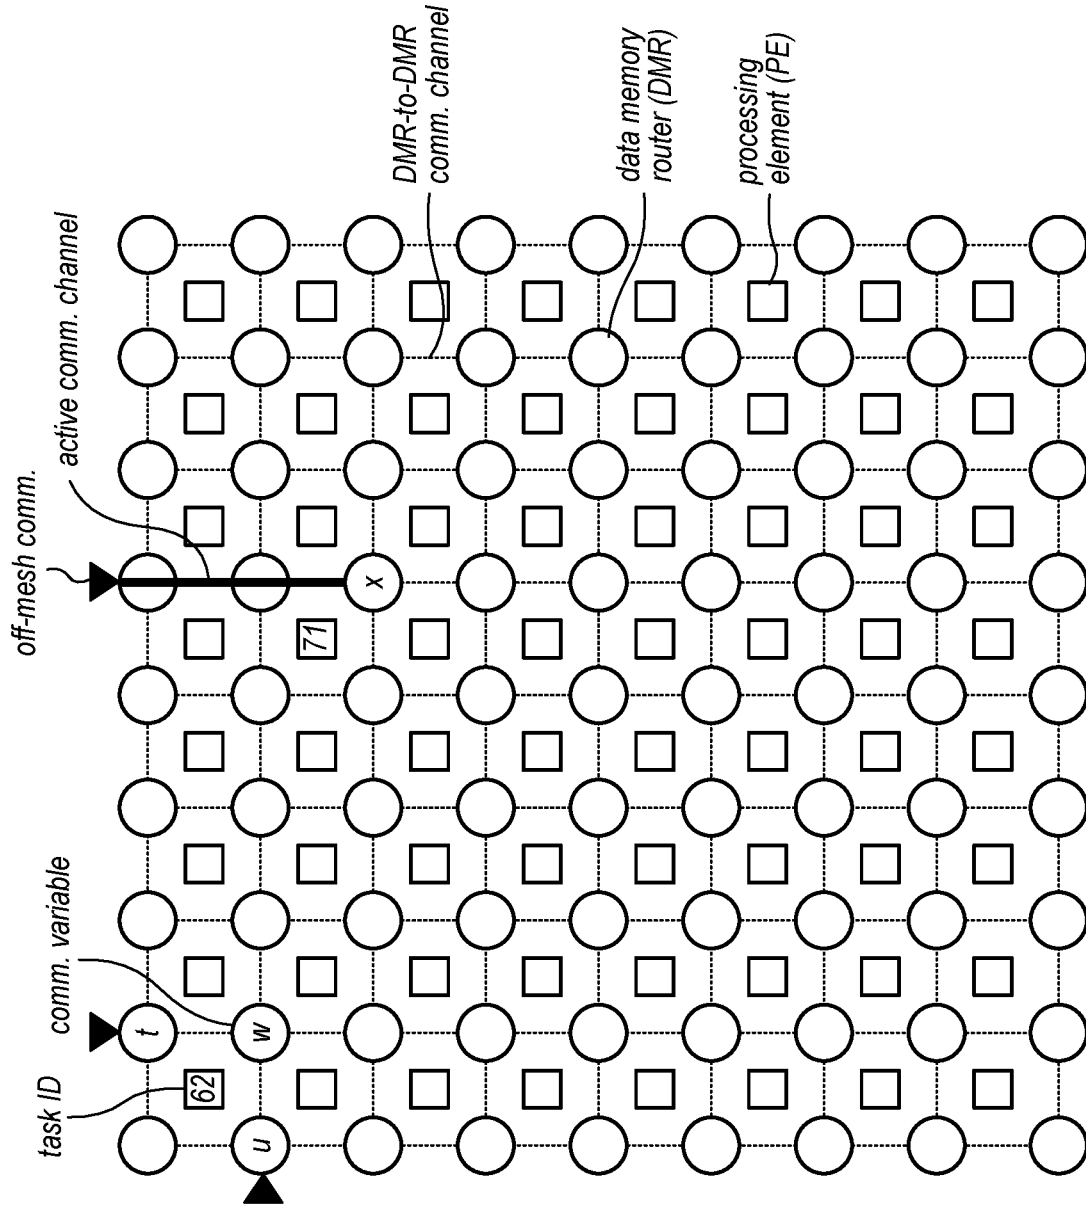 off-mesh comm.
task ID
comm. variable
active comm. channel
t
62
u
w
71
x
DMR-to-DMR
comm. channel
data memory
router (DMR)
processing
element (PE)